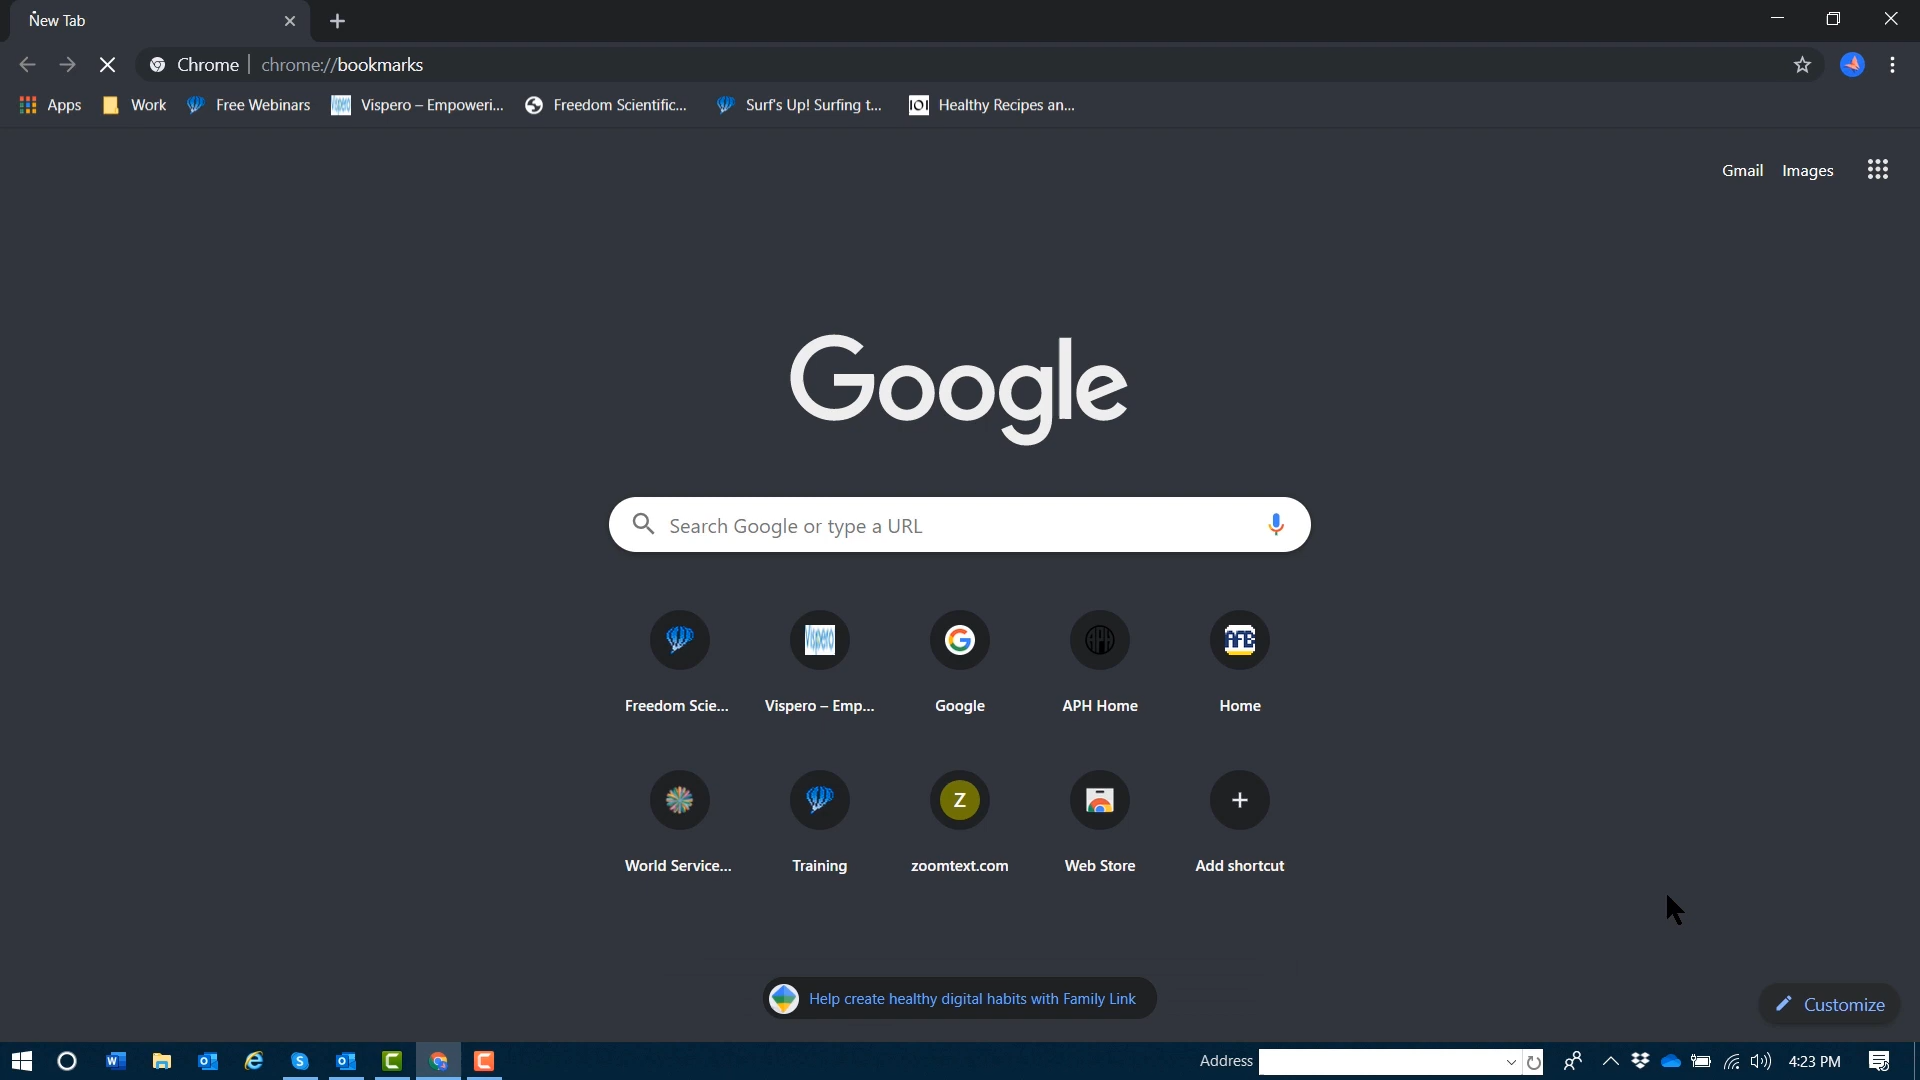 New Tab
Chrome | chrome://bookmarks
Apps Work Free Webinars Vispero – Empoweri... Freedom Scientific... Surf's Up! Surfing t... Healthy Recipes an...
Gmail Images
Google
Search Google or type a URL
Freedom Scie... Vispero – Emp... Google APH Home Home
World Service... Training zoomtext.com Web Store Add shortcut
Help create healthy digital habits with Family Link
Customize
Address 4:23 PM